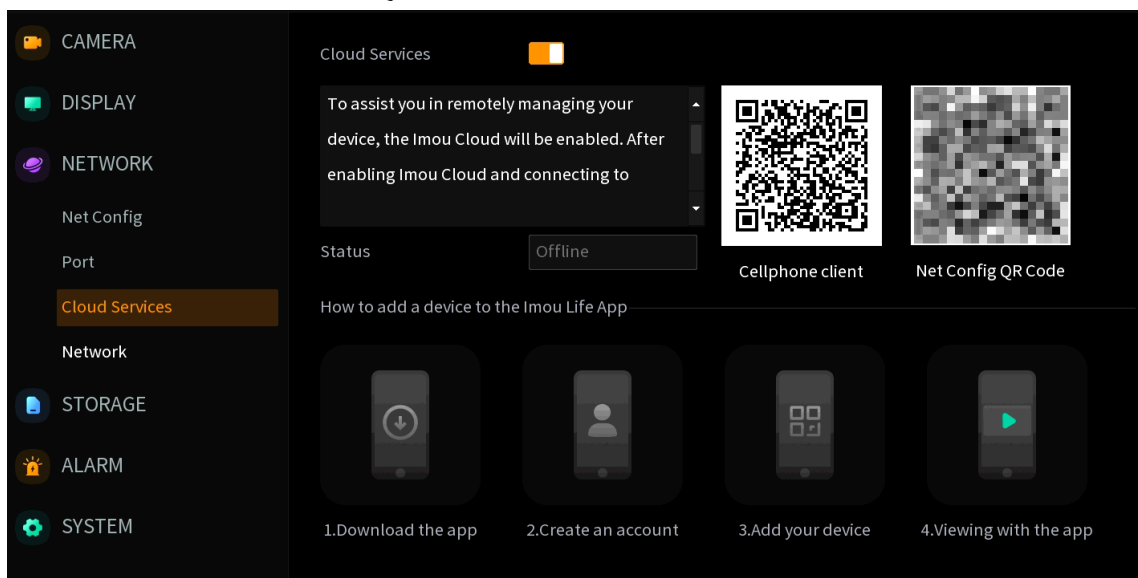 CAMERA
DISPLAY
NETWORK
Net Config
Port
Cloud Services
Network
STORAGE
ALARM
SYSTEM
Cloud Services
To assist you in remotely managing your
device, the Imou Cloud will be enabled. After
enabling Imou Cloud and connecting to
Status
Offline
Cellphone client
Net Config QR Code
How to add a device to the Imou Life App
1.Download the app
2.Create an account
3.Add your device
4.Viewing with the app